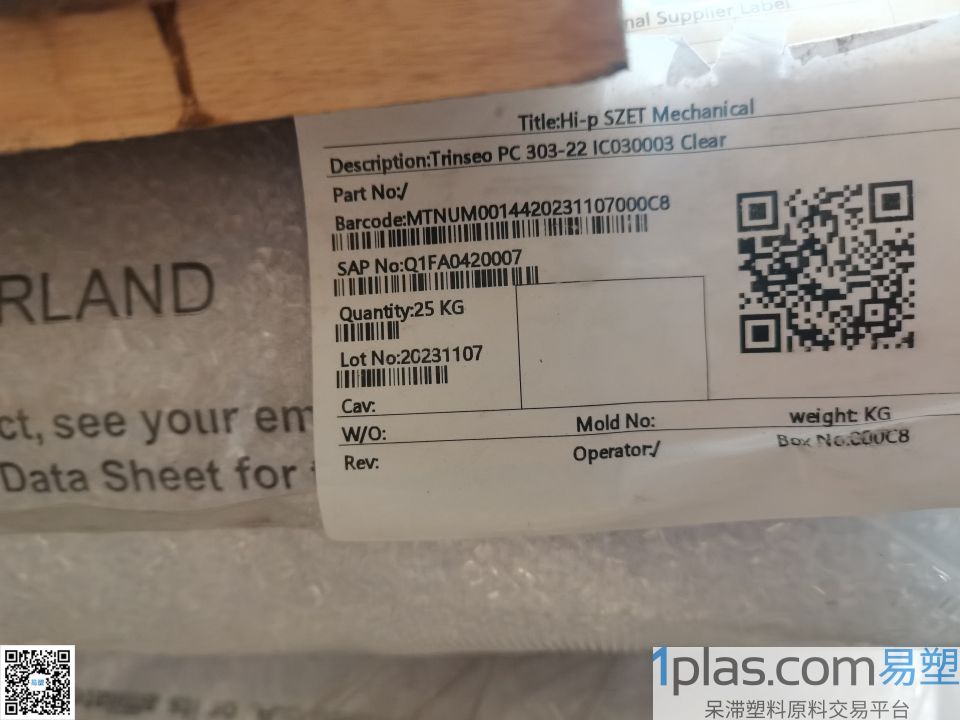 nal Supplier Label
Title:Hi-p SZET Mechanical
Description:Trinseo PC 303-22 IC030003 Clear
Part No:/
Barcode:MTNUM0014420231107000C8
SAP No:Q1FA0420007
Quantity:25 KG
Lot No:20231107
Cav:
W/O:
Mold No:
weight: KG
Rev:
Operator:/
Box No:000C8
RLAND
ct, see your em
Data Sheet for
or its affiliate
1plas.com易塑
呆滞塑料原料交易平台